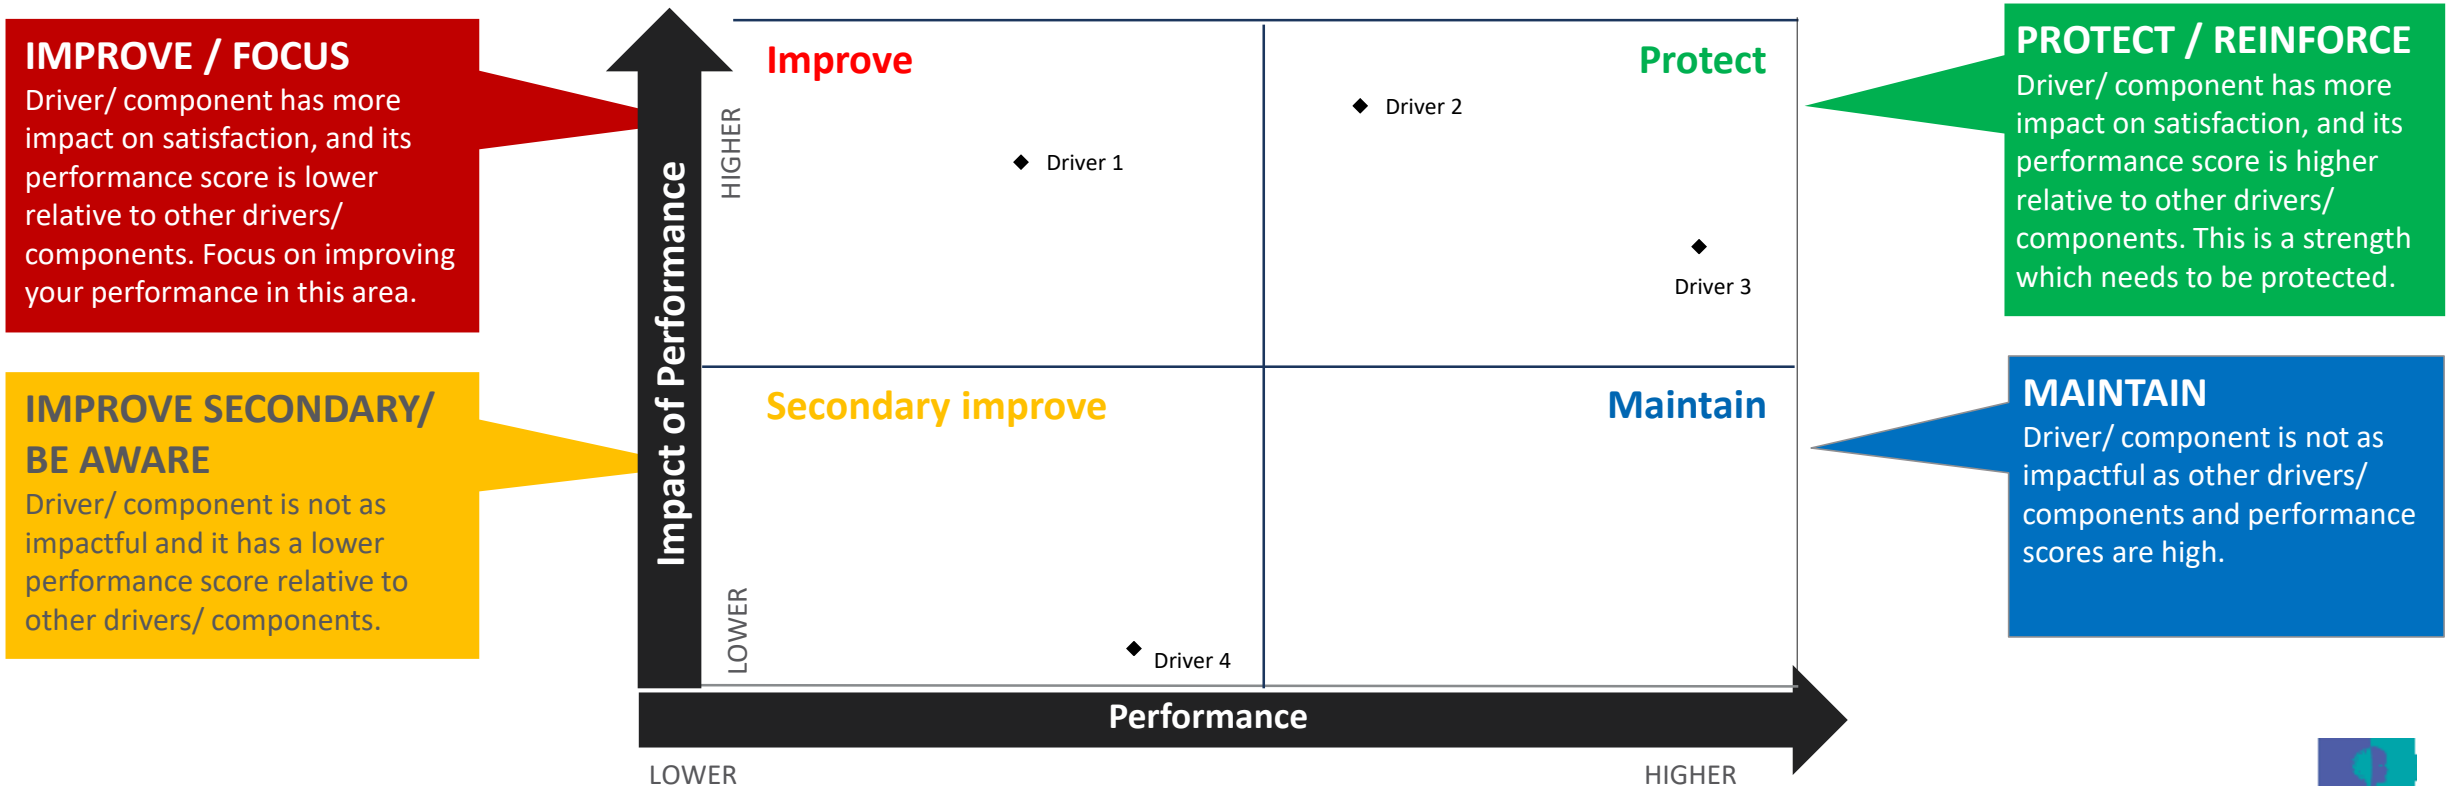 IMPROVE / FOCUS
Driver/ component has more
impact on satisfaction, and its
performance score is lower
relative to other drivers/
components. Focus on improving
your performance in this area.
IMPROVE SECONDARY/
BE AWARE
Driver/ component is not as
impactful and it has a lower
performance score relative to
other drivers/ components.
Impact of Performance
HIGHER
LOWER
Improve
Protect
Driver 2
Driver 1
Driver 3
Secondary improve
Maintain
Driver 4
Performance
LOWER
HIGHER
PROTECT / REINFORCE
Driver/ component has more
impact on satisfaction, and its
performance score is higher
relative to other drivers/
components. This is a strength
which needs to be protected.
MAINTAIN
Driver/ component is not as
impactful as other drivers/
components and performance
scores are high.